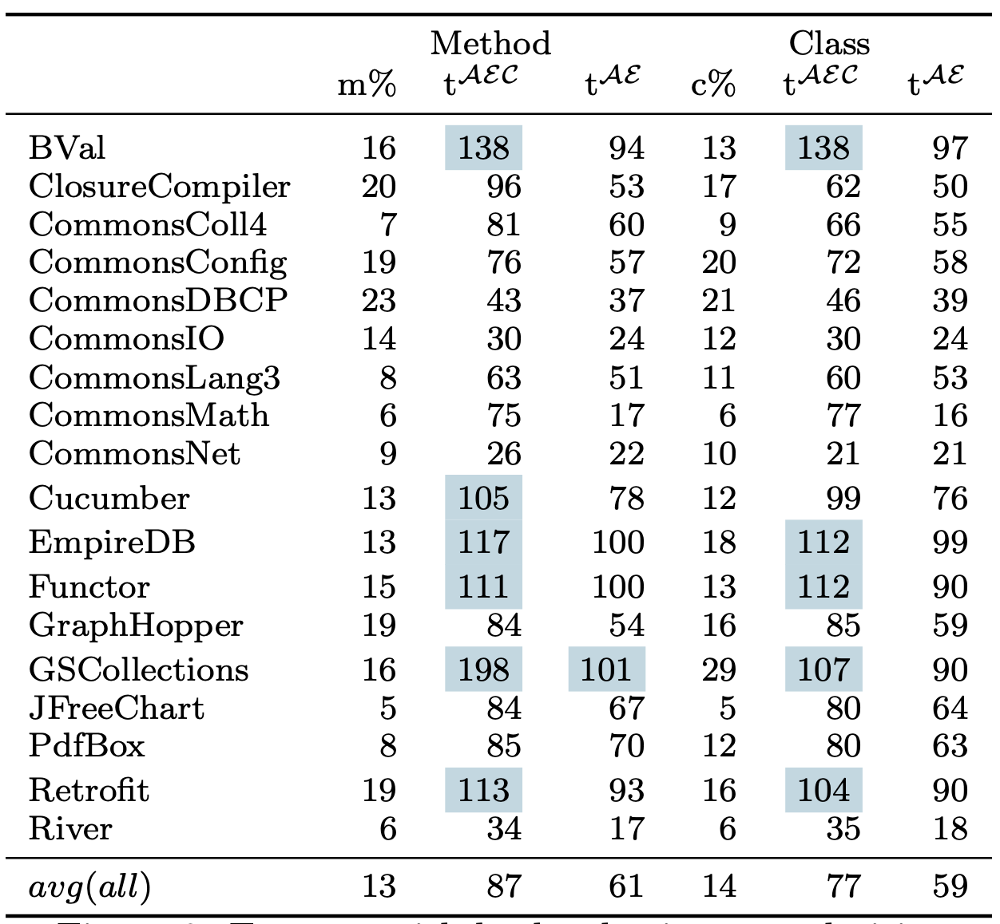 Method Class
m% t^𝒜ℰ𝒞 t^𝒜ℰ c% t^𝒜ℰ𝒞 t^𝒜ℰ
BVal 16 138 94 13 138 97
ClosureCompiler 20 96 53 17 62 50
CommonsColl4 7 81 60 9 66 55
CommonsConfig 19 76 57 20 72 58
CommonsDBCP 23 43 37 21 46 39
CommonsIO 14 30 24 12 30 24
CommonsLang3 8 63 51 11 60 53
CommonsMath 6 75 17 6 77 16
CommonsNet 9 26 22 10 21 21
Cucumber 13 105 78 12 99 76
EmpireDB 13 117 100 18 112 99
Functor 15 111 100 13 112 90
GraphHopper 19 84 54 16 85 59
GSCollections 16 198 101 29 107 90
JFreeChart 5 84 67 5 80 64
PdfBox 8 85 70 12 80 63
Retrofit 19 113 93 16 104 90
River 6 34 17 6 35 18
avg(all) 13 87 61 14 77 59